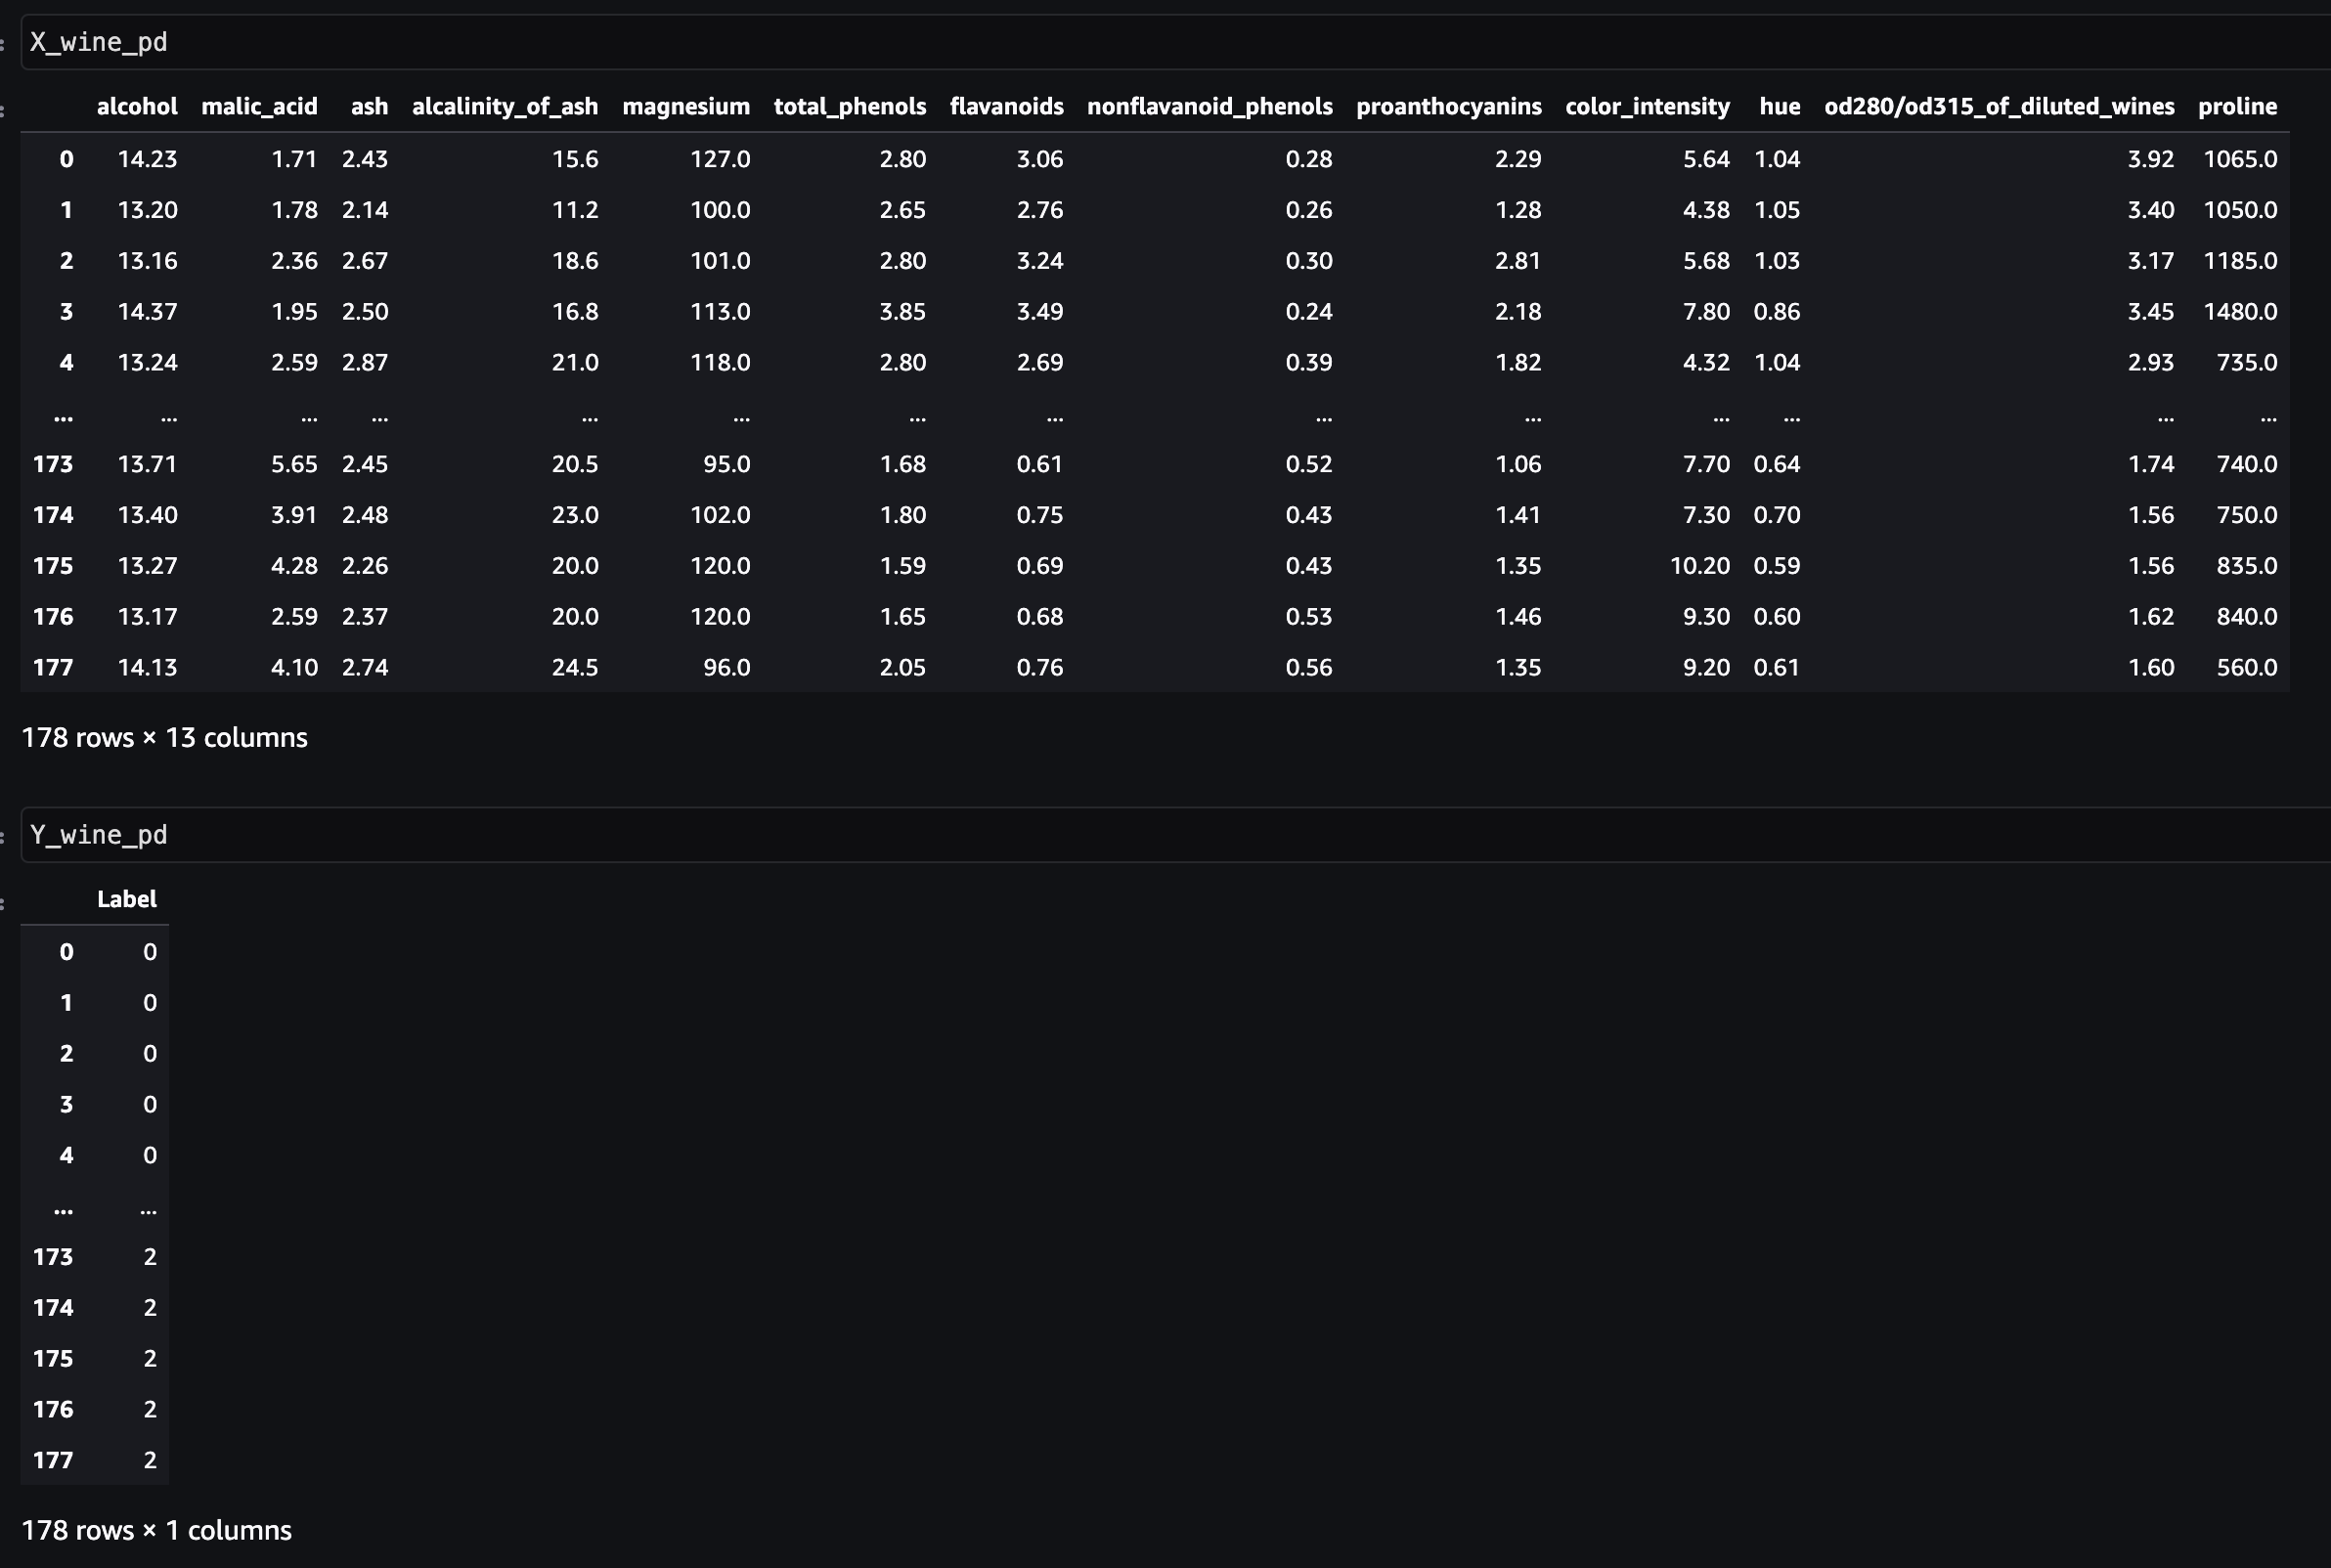 X_wine_pd
alcohol malic_acid ash alcalinity_of_ash magnesium total_phenols flavanoids nonflavanoid_phenols proanthocyanins color_intensity hue od280/od315_of_diluted_wines proline
0 14.23 1.71 2.43 15.6 127.0 2.80 3.06 0.28 2.29 5.64 1.04 3.92 1065.0
1 13.20 1.78 2.14 11.2 100.0 2.65 2.76 0.26 1.28 4.38 1.05 3.40 1050.0
2 13.16 2.36 2.67 18.6 101.0 2.80 3.24 0.30 2.81 5.68 1.03 3.17 1185.0
3 14.37 1.95 2.50 16.8 113.0 3.85 3.49 0.24 2.18 7.80 0.86 3.45 1480.0
4 13.24 2.59 2.87 21.0 118.0 2.80 2.69 0.39 1.82 4.32 1.04 2.93 735.0
... ... ... ... ... ... ... ... ... ... ... ... ... ...
173 13.71 5.65 2.45 20.5 95.0 1.68 0.61 0.52 1.06 7.70 0.64 1.74 740.0
174 13.40 3.91 2.48 23.0 102.0 1.80 0.75 0.43 1.41 7.30 0.70 1.56 750.0
175 13.27 4.28 2.26 20.0 120.0 1.59 0.69 0.43 1.35 10.20 0.59 1.56 835.0
176 13.17 2.59 2.37 20.0 120.0 1.65 0.68 0.53 1.46 9.30 0.60 1.62 840.0
177 14.13 4.10 2.74 24.5 96.0 2.05 0.76 0.56 1.35 9.20 0.61 1.60 560.0
178 rows × 13 columns
Y_wine_pd
Label
0 0
1 0
2 0
3 0
4 0
... ...
173 2
174 2
175 2
176 2
177 2
178 rows × 1 columns